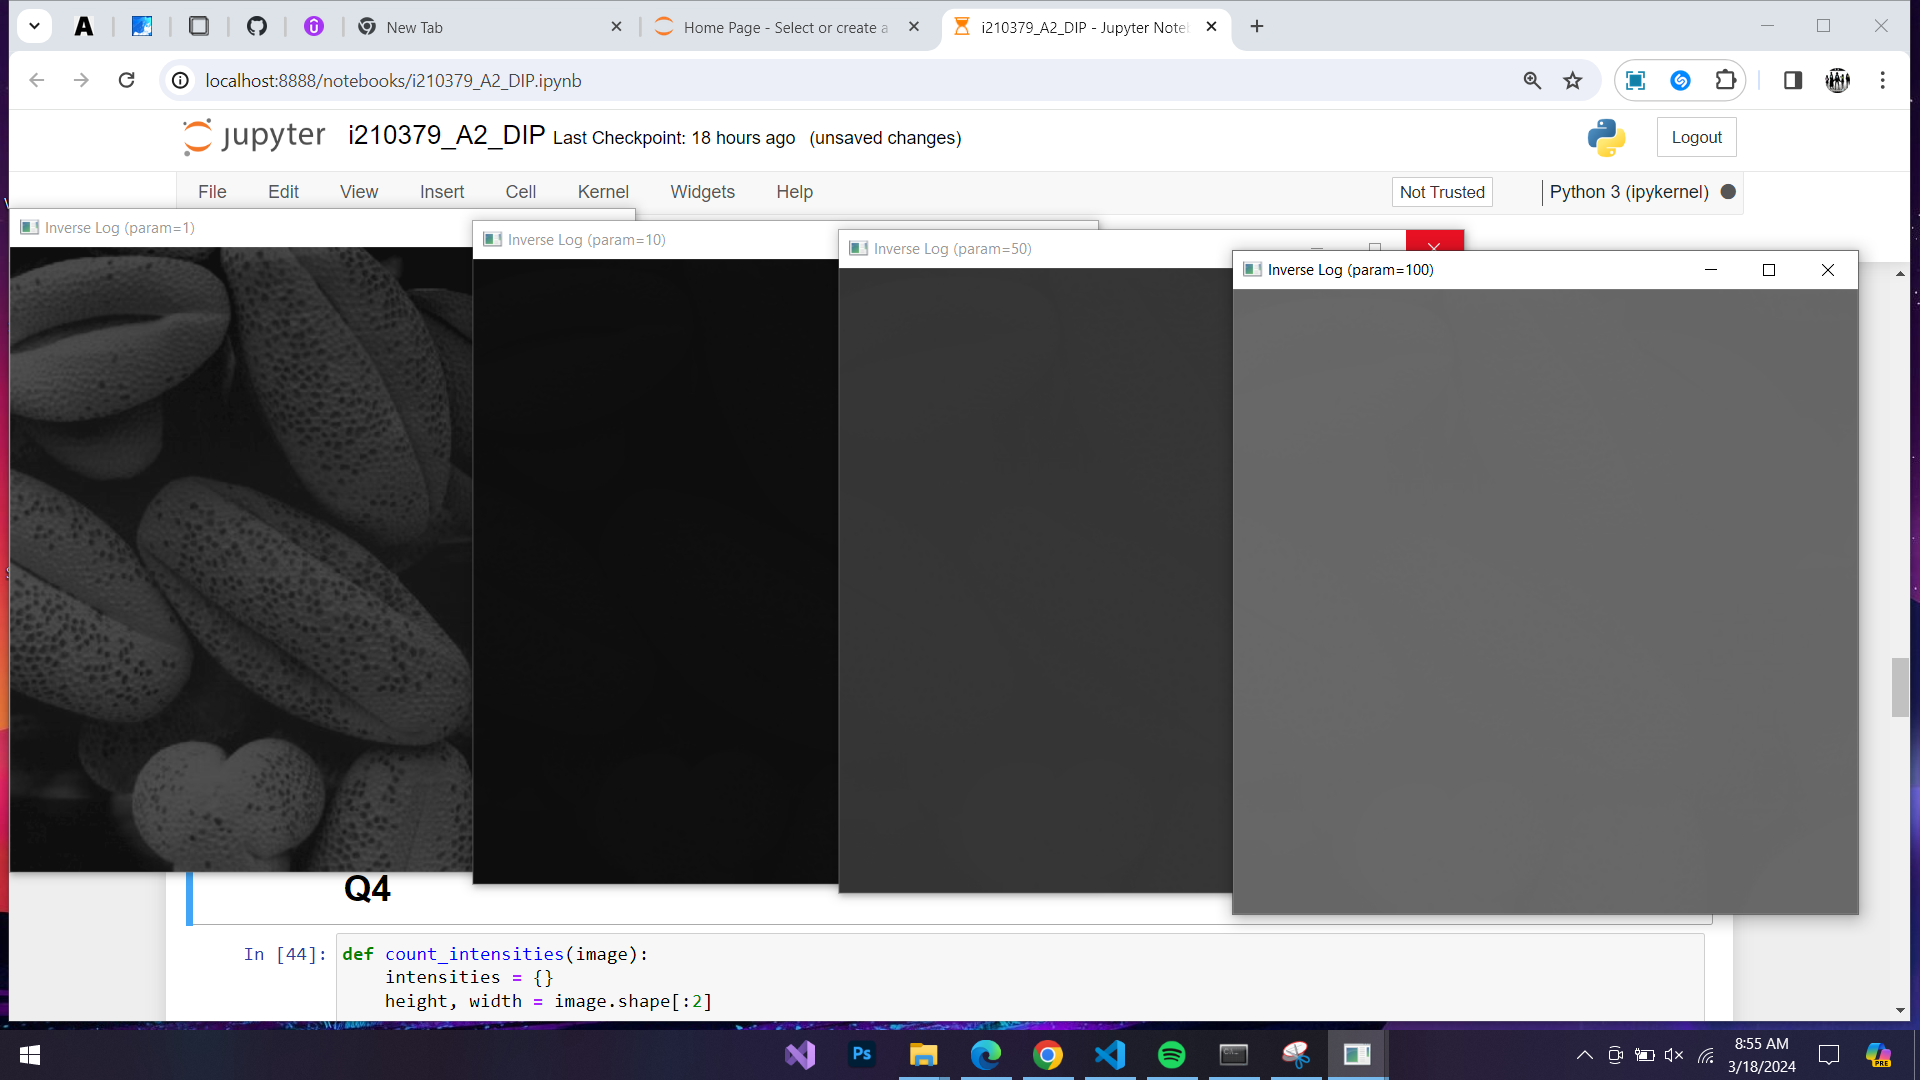 New Tab
Home Page - Select or create a
i210379_A2_DIP - Jupyter Note
localhost:8888/notebooks/i210379_A2_DIP.ipynb
jupyter i210379_A2_DIP Last Checkpoint: 18 hours ago (unsaved changes)
Logout
File Edit View Insert Cell Kernel Widgets Help
Not Trusted
Python 3 (ipykernel)
Inverse Log (param=1)
Inverse Log (param=10)
Inverse Log (param=50)
Inverse Log (param=100)
Q4
In [44]:
def count_intensities(image):
intensities = {}
height, width = image.shape[:2]
Ps
8:55 AM
3/18/2024
PRE